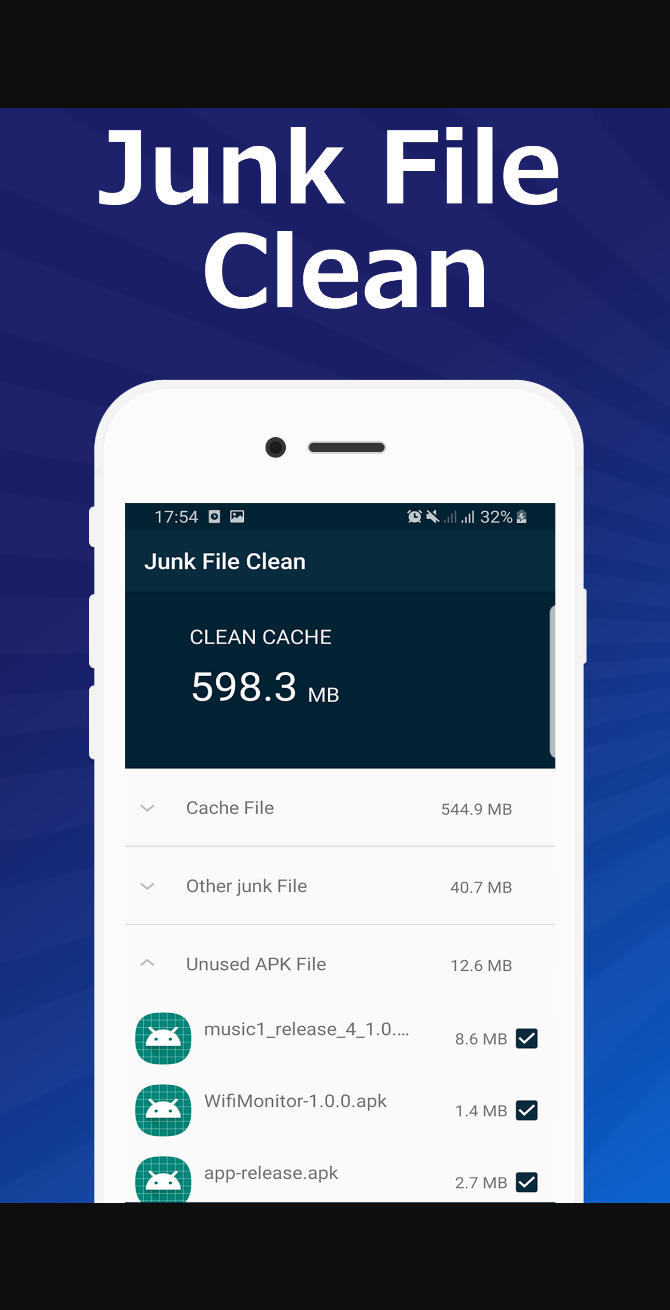 Junk File
Clean
17:54 32%
Junk File Clean
CLEAN CACHE
598.3 MB
Cache File 544.9 MB
Other junk File 40.7 MB
Unused APK File 12.6 MB
music1_release_4_1.0.... 8.6 MB
WifiMonitor-1.0.0.apk 1.4 MB
app-release.apk 2.7 MB